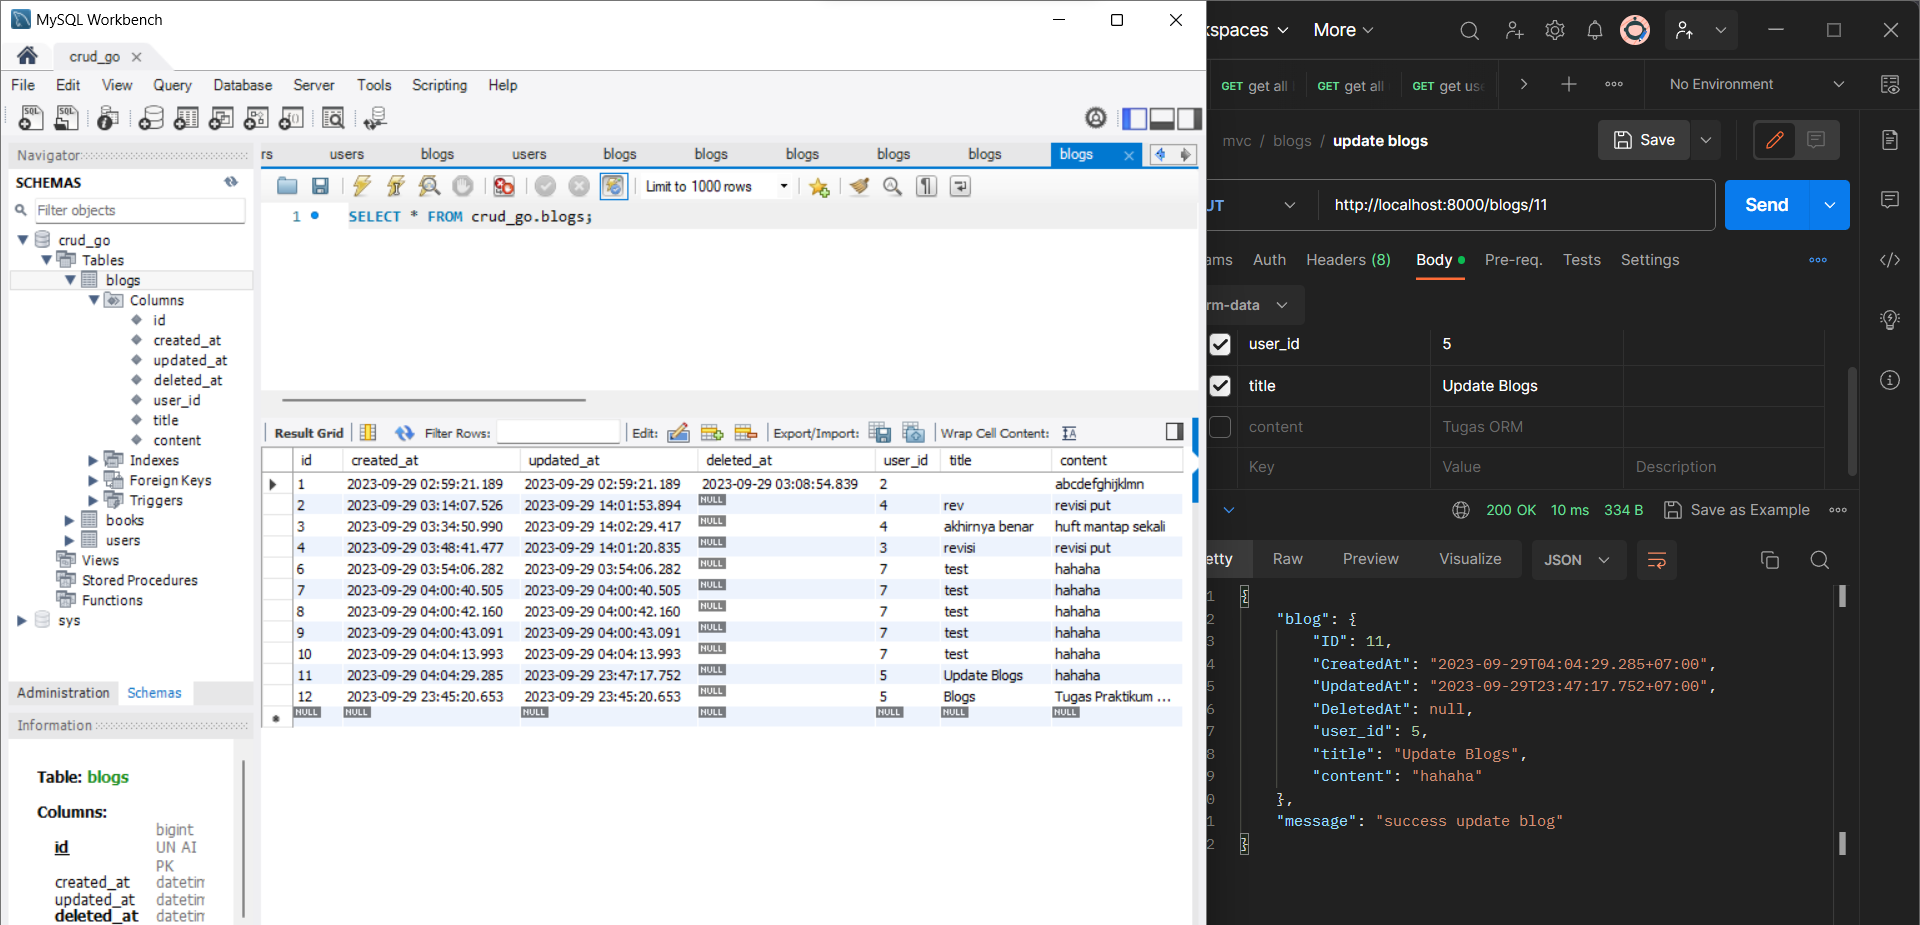 MySQL Workbench
crud_go
File Edit View Query Database Server Tools Scripting Help
Navigator
SCHEMAS
Filter objects
crud_go
Tables
blogs
Columns
id
created_at
updated_at
deleted_at
user_id
title
content
Indexes
Foreign Keys
Triggers
books
users
Views
Stored Procedures
Functions
sys
Administration Schemas
Information
Table: blogs
Columns:
id bigint UN AI PK
created_at datetim
updated_at datetim
deleted_at datetim
rs users blogs users blogs blogs blogs blogs blogs blogs
Limit to 1000 rows
1 SELECT * FROM crud_go.blogs;
Result Grid Filter Rows: Edit: Export/Import: Wrap Cell Content:
id created_at updated_at deleted_at user_id title content
1 2023-09-29 02:59:21.189 2023-09-29 02:59:21.189 2023-09-29 03:08:54.839 2 abcdefghijklmn
2 2023-09-29 03:14:07.526 2023-09-29 14:01:53.894 NULL 4 rev revisi put
3 2023-09-29 03:34:50.990 2023-09-29 14:02:29.417 NULL 4 akhirnya benar huft mantap sekali
4 2023-09-29 03:48:41.477 2023-09-29 14:01:20.835 NULL 3 revisi revisi put
6 2023-09-29 03:54:06.282 2023-09-29 03:54:06.282 NULL 7 test hahaha
7 2023-09-29 04:00:40.505 2023-09-29 04:00:40.505 NULL 7 test hahaha
8 2023-09-29 04:00:42.160 2023-09-29 04:00:42.160 NULL 7 test hahaha
9 2023-09-29 04:00:43.091 2023-09-29 04:00:43.091 NULL 7 test hahaha
10 2023-09-29 04:04:13.993 2023-09-29 04:04:13.993 NULL 7 test hahaha
11 2023-09-29 04:04:29.285 2023-09-29 23:47:17.752 NULL 5 Update Blogs hahaha
12 2023-09-29 23:45:20.653 2023-09-29 23:45:20.653 NULL 5 Blogs Tugas Praktikum ...
NULL NULL NULL NULL NULL NULL NULL
kspaces More
GET get all GET get all GET get us No Environment
mvc / blogs / update blogs Save
UT http://localhost:8000/blogs/11 Send
ams Auth Headers (8) Body Pre-req. Tests Settings
rm-data
user_id 5
title Update Blogs
content Tugas ORM
Key Value Description
200 OK 10 ms 334 B Save as Example
etty Raw Preview Visualize JSON
1 {
2 "blog": {
3 "ID": 11,
4 "CreatedAt": "2023-09-29T04:04:29.285+07:00",
5 "UpdatedAt": "2023-09-29T23:47:17.752+07:00",
6 "DeletedAt": null,
7 "user_id": 5,
8 "title": "Update Blogs",
9 "content": "hahaha"
0 },
1 "message": "success update blog"
2 }